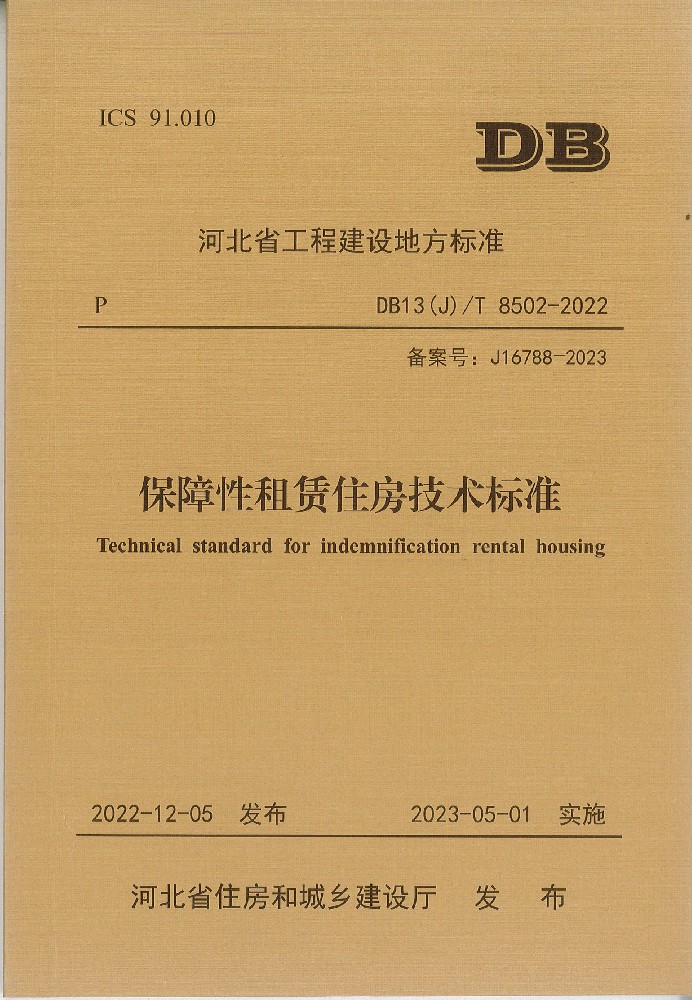 ICS 91.010
DB
河北省工程建设地方标准
P DB13(J)/T 8502-2022
备案号：J16788-2023
保障性租赁住房技术标准
Technical standard for indemnification rental housing
2022-12-05 发布 2023-05-01 实施
河北省住房和城乡建设厅 发 布